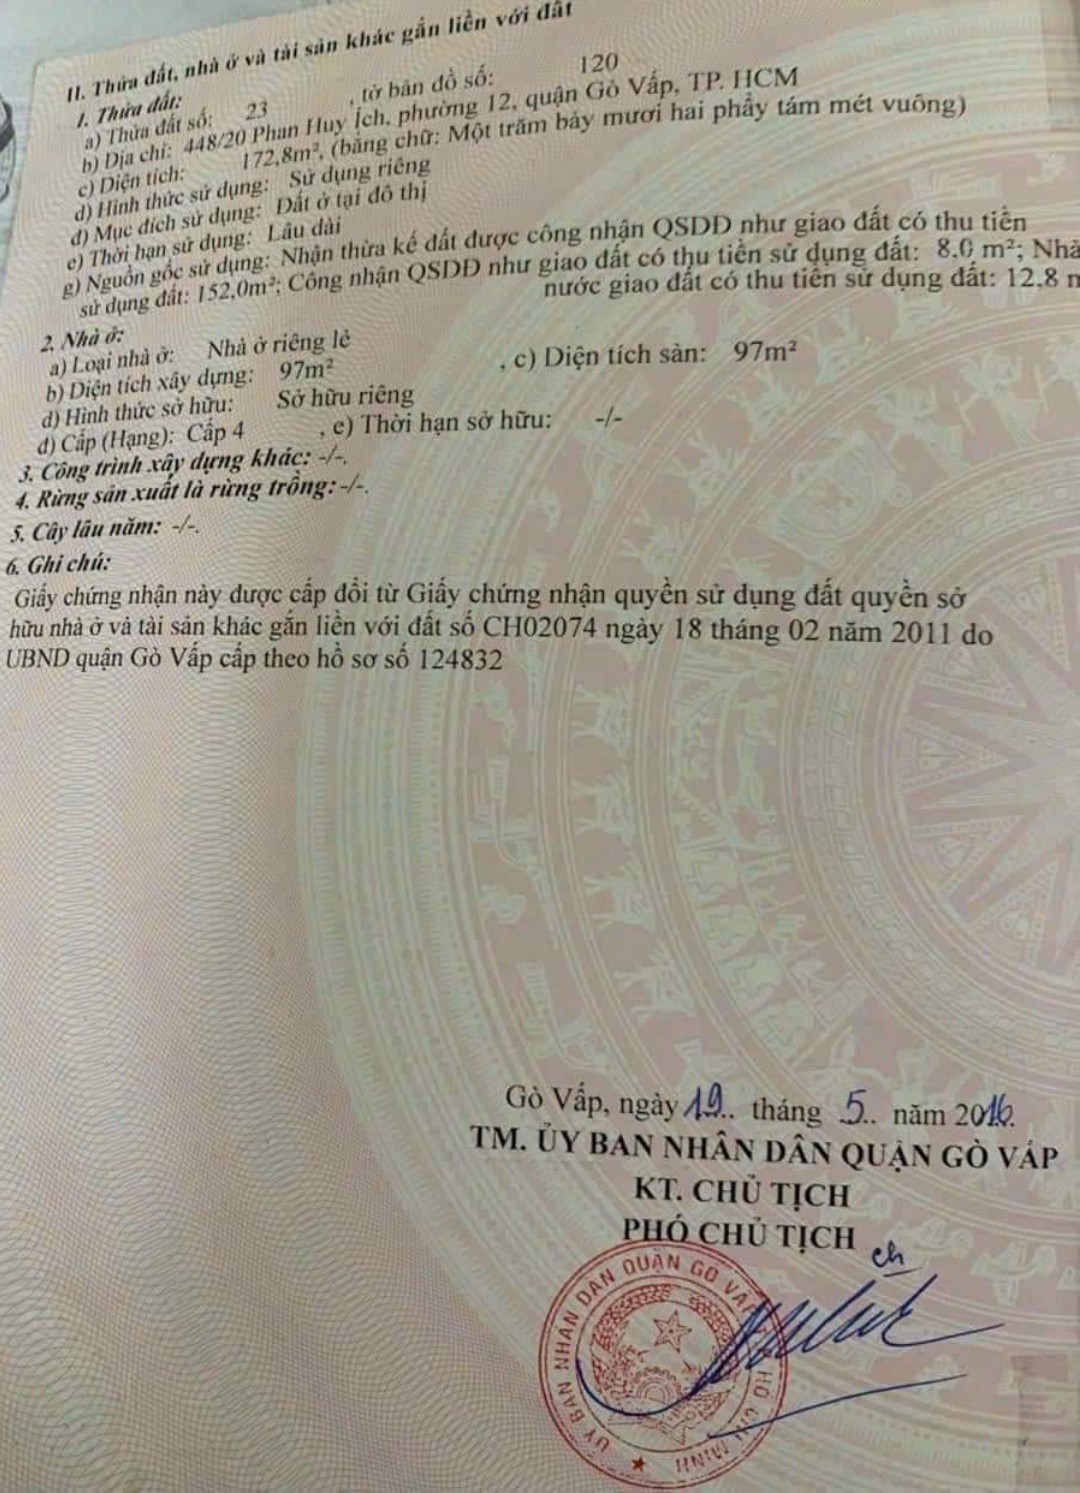 II. Thửa đất, nhà ở và tài sản khác gắn liền với đất
1. Thửa đất:
a) Thửa đất số: 23 , tờ bản đồ số: 120
b) Địa chỉ: 448/20 Phan Huy Ích, phường 12, quận Gò Vấp, TP. HCM
c) Diện tích: 172,8m², (bằng chữ: Một trăm bảy mươi hai phẩy tám mét vuông)
d) Hình thức sử dụng: Sử dụng riêng
đ) Mục đích sử dụng: Đất ở tại đô thị
e) Thời hạn sử dụng: Lâu dài
g) Nguồn gốc sử dụng: Nhận thừa kế đất được công nhận QSDĐ như giao đất có thu tiền
sử dụng đất: 152,0m²; Công nhận QSDĐ như giao đất có thu tiền sử dụng đất: 8.0 m²; Nhà
nước giao đất có thu tiền sử dụng đất: 12.8 m
2. Nhà ở:
a) Loại nhà ở: Nhà ở riêng lẻ
b) Diện tích xây dựng: 97m² , c) Diện tích sàn: 97m²
d) Hình thức sở hữu: Sở hữu riêng
đ) Cấp (Hạng): Cấp 4 , e) Thời hạn sở hữu: -/-
3. Công trình xây dựng khác: -/-.
4. Rừng sản xuất là rừng trồng: -/-.
5. Cây lâu năm: -/-.
6. Ghi chú:
Giấy chứng nhận này được cấp đổi từ Giấy chứng nhận quyền sử dụng đất quyền sở
hữu nhà ở và tài sản khác gắn liền với đất số CH02074 ngày 18 tháng 02 năm 2011 do
UBND quận Gò Vấp cấp theo hồ sơ số 124832
Gò Vấp, ngày 19.. tháng .5.. năm 2016.
TM. ỦY BAN NHÂN DÂN QUẬN GÒ VẤP
KT. CHỦ TỊCH
PHÓ CHỦ TỊCH
ỦY BAN NHÂN DÂN QUẬN GÒ VẤP HỒ CHÍ MINH